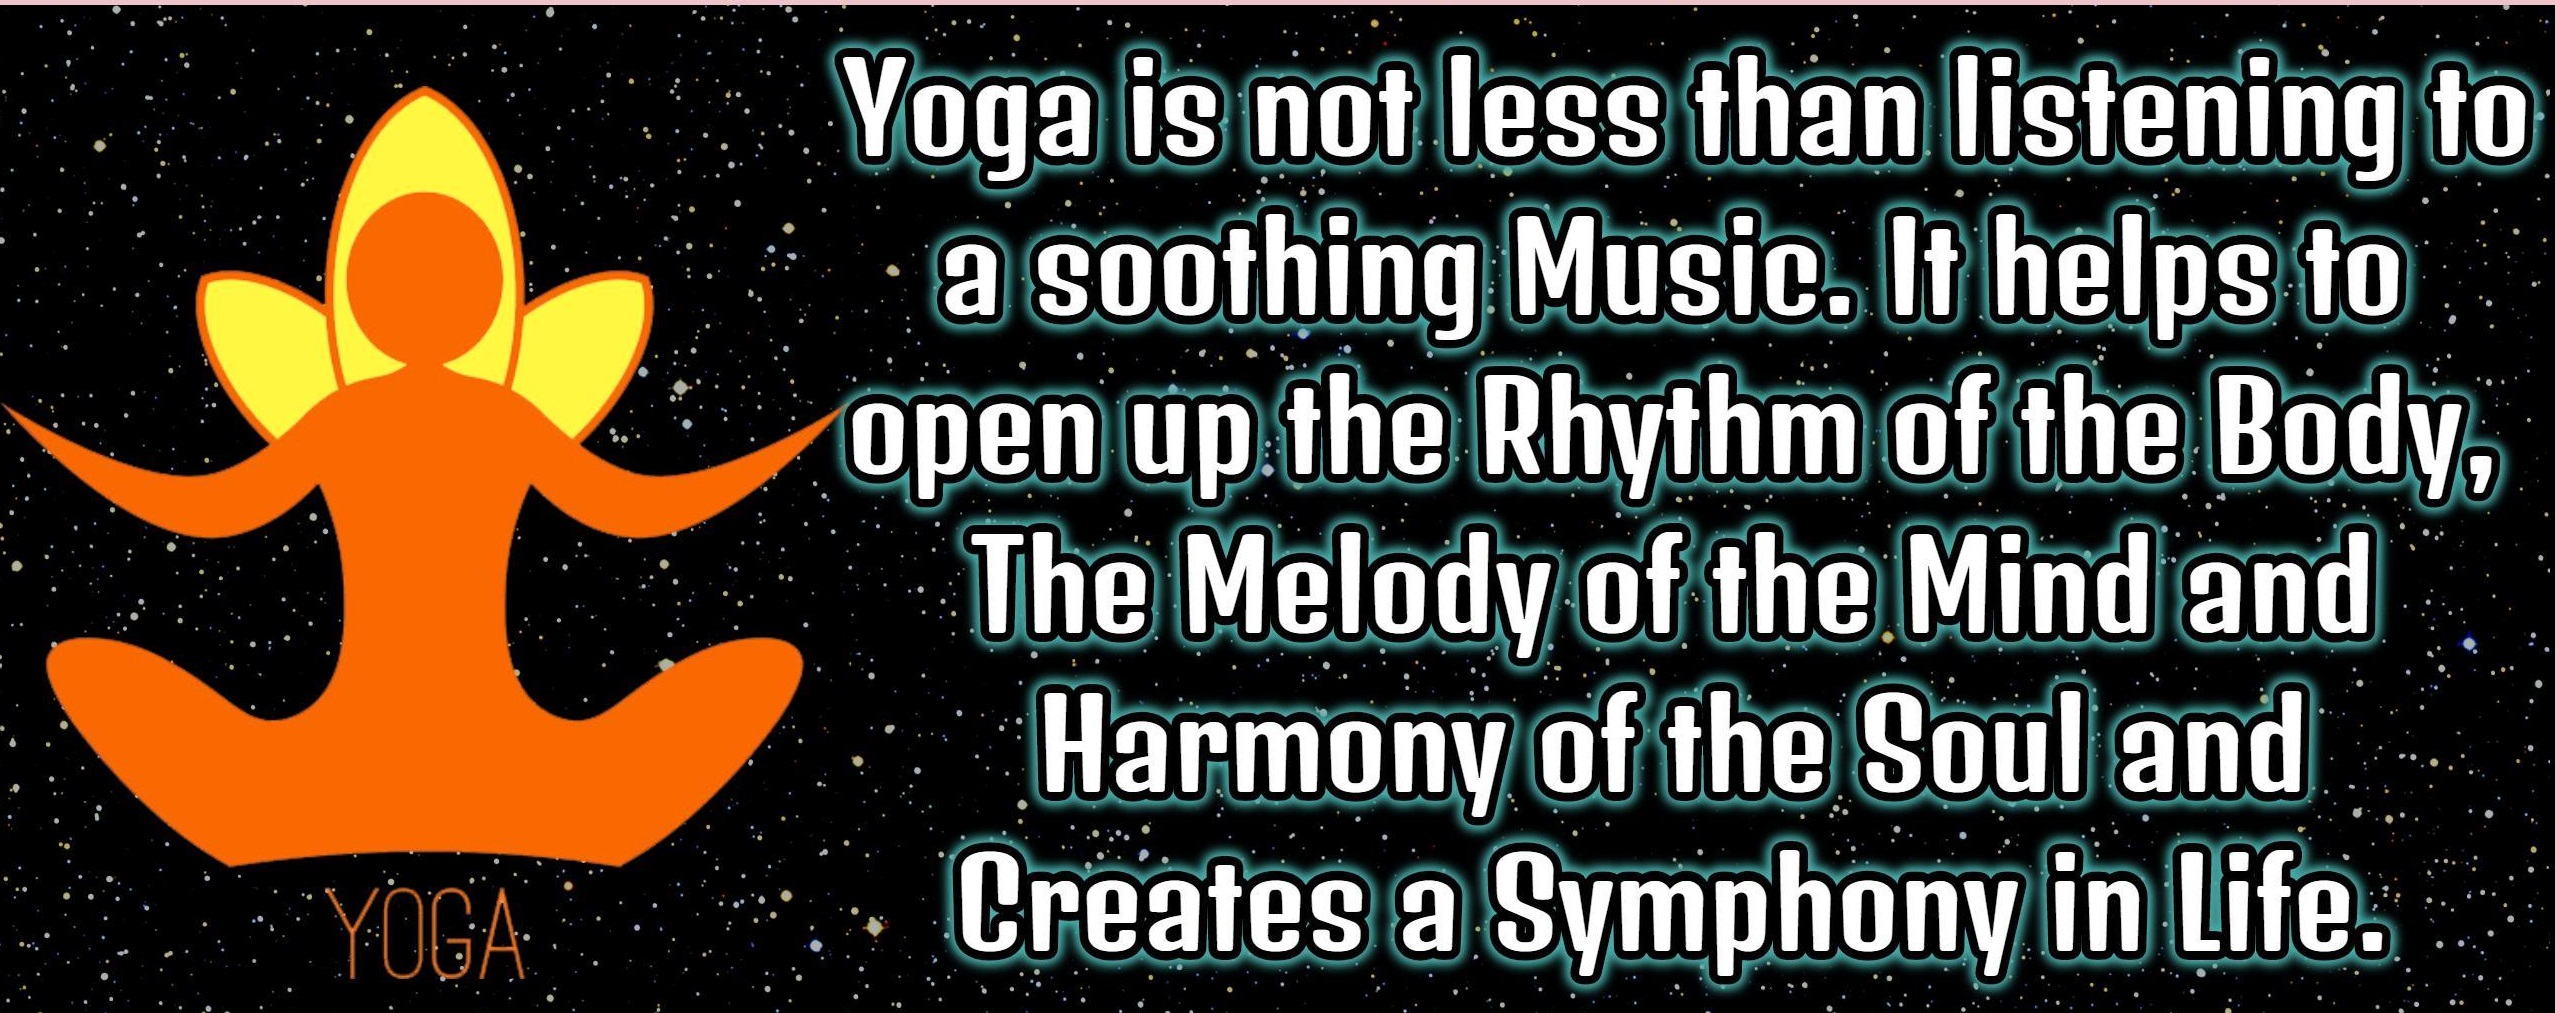 YOGA
Yoga is not less than listening to
a soothing Music. It helps to
open up the Rhythm of the Body,
The Melody of the Mind and
Harmony of the Soul and
Creates a Symphony in Life.